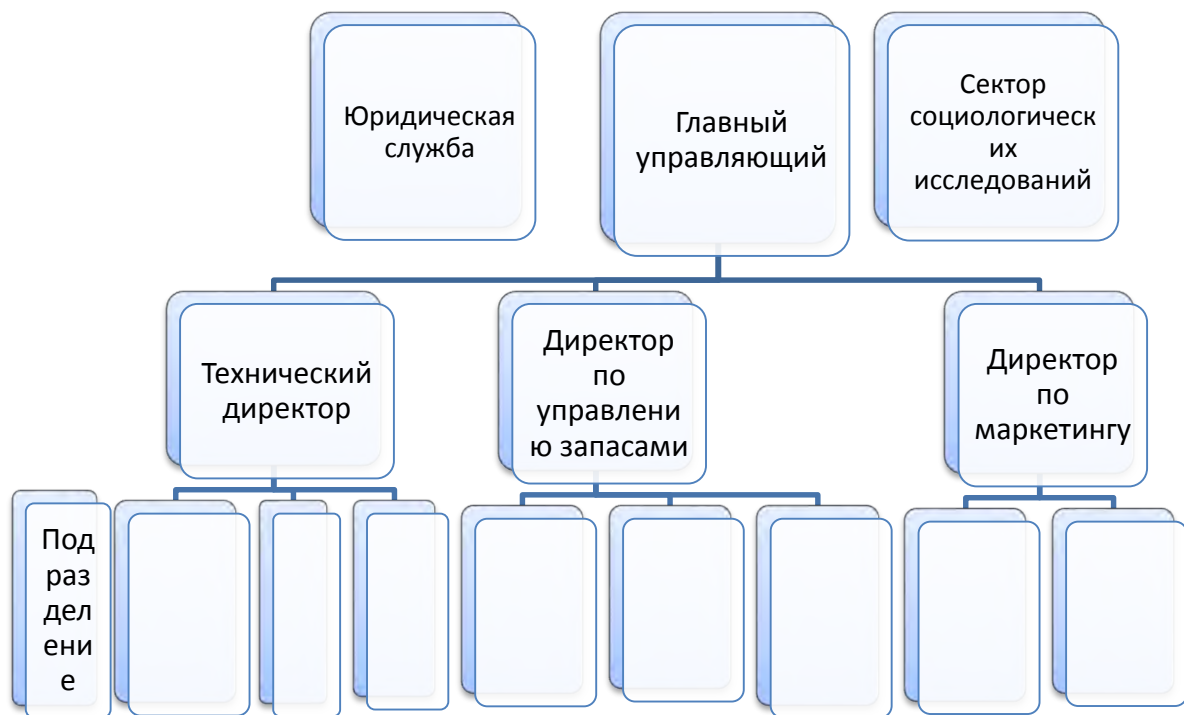 Юридическая
служба
Главный
управляющий
Сектор
социологическ
их
исследований
Технический
директор
Директор
по
управлени
ю запасами
Директор
по
маркетингу
Под
раз
дел
ени
е